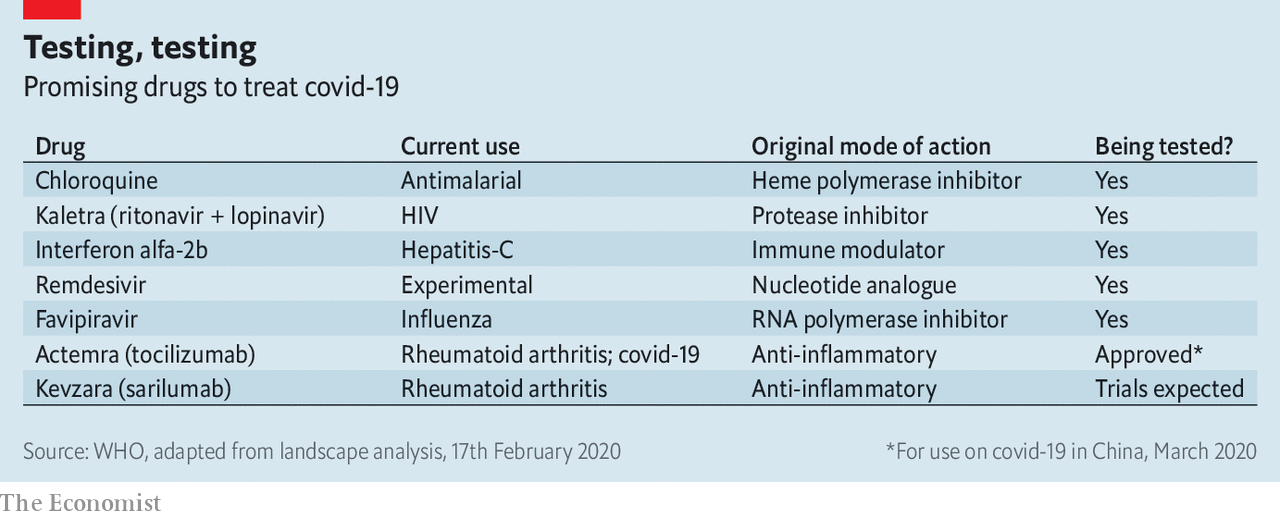 Testing, testing
Promising drugs to treat covid-19
Drug Current use Original mode of action Being tested?
Chloroquine Antimalarial Heme polymerase inhibitor Yes
Kaletra (ritonavir + lopinavir) HIV Protease inhibitor Yes
Interferon alfa-2b Hepatitis-C Immune modulator Yes
Remdesivir Experimental Nucleotide analogue Yes
Favipiravir Influenza RNA polymerase inhibitor Yes
Actemra (tocilizumab) Rheumatoid arthritis; covid-19 Anti-inflammatory Approved*
Kevzara (sarilumab) Rheumatoid arthritis Anti-inflammatory Trials expected
Source: WHO, adapted from landscape analysis, 17th February 2020 *For use on covid-19 in China, March 2020
The Economist